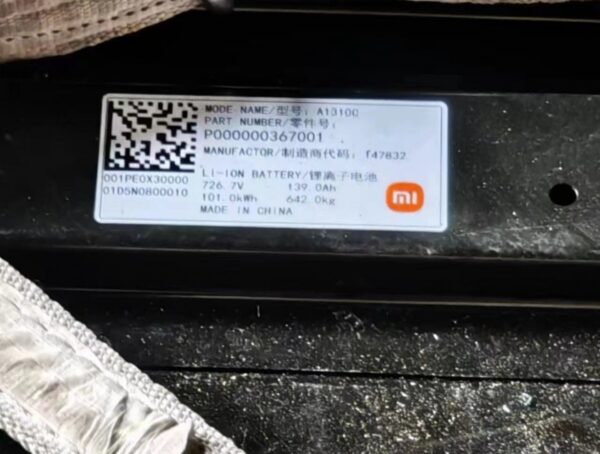 MODE NAME/型号: A1310C
PART NUMBER/零件号:
P000000367001
MANUFACTOR/制造商代码: f47832
001PE0X30000
01D5N0800010
LI-ION BATTERY/锂离子电池
726.7V 139.0Ah
101.0kWh 642.0kg
MADE IN CHINA
mi